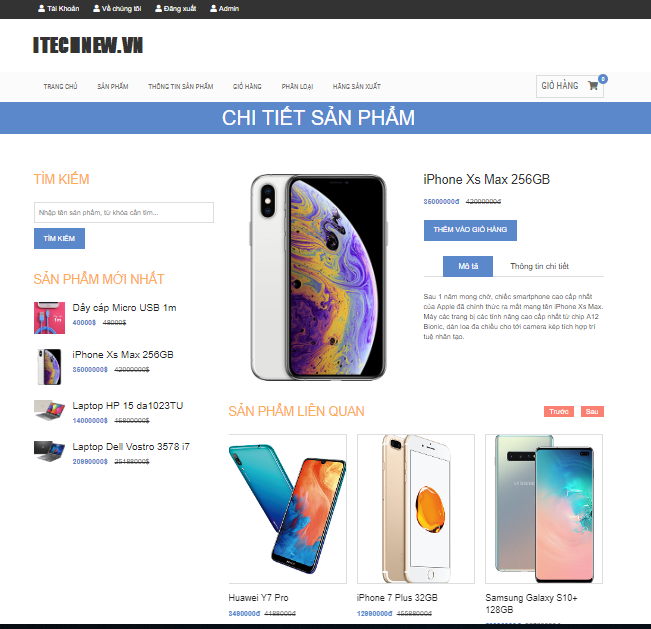 Tài Khoản Về chúng tôi Đăng xuất Admin
ITECHNEW.VN
TRANG CHỦ SẢN PHẨM THÔNG TIN SẢN PHẨM GIỎ HÀNG PHÂN LOẠI HÃNG SẢN XUẤT GIỎ HÀNG 0
CHI TIẾT SẢN PHẨM
TÌM KIẾM
Nhập tên sản phẩm, từ khóa cần tìm...
TÌM KIẾM
SẢN PHẨM MỚI NHẤT
Dây cáp Micro USB 1m
40000$ 48000$
iPhone Xs Max 256GB
35000000$ 42000000$
Laptop HP 15 da1023TU
14000000$ 16800000$
Laptop Dell Vostro 3578 i7
20990000$ 25188000$
iPhone Xs Max 256GB
35000000đ 42000000đ
THÊM VÀO GIỎ HÀNG
Mô tả Thông tin chi tiết
Sau 1 năm mong chờ, chiếc smartphone cao cấp nhất
của Apple đã chính thức ra mắt mang tên iPhone Xs Max.
Máy các trang bị các tính năng cao cấp nhất từ chip A12
Bionic, dàn loa đa chiều cho tới camera kép tích hợp trí
tuệ nhân tạo.
SẢN PHẨM LIÊN QUAN Trước Sau
Huawei Y7 Pro
3490000đ 4188000đ
iPhone 7 Plus 32GB
12990000đ 15588000đ
Samsung Galaxy S10+
128GB